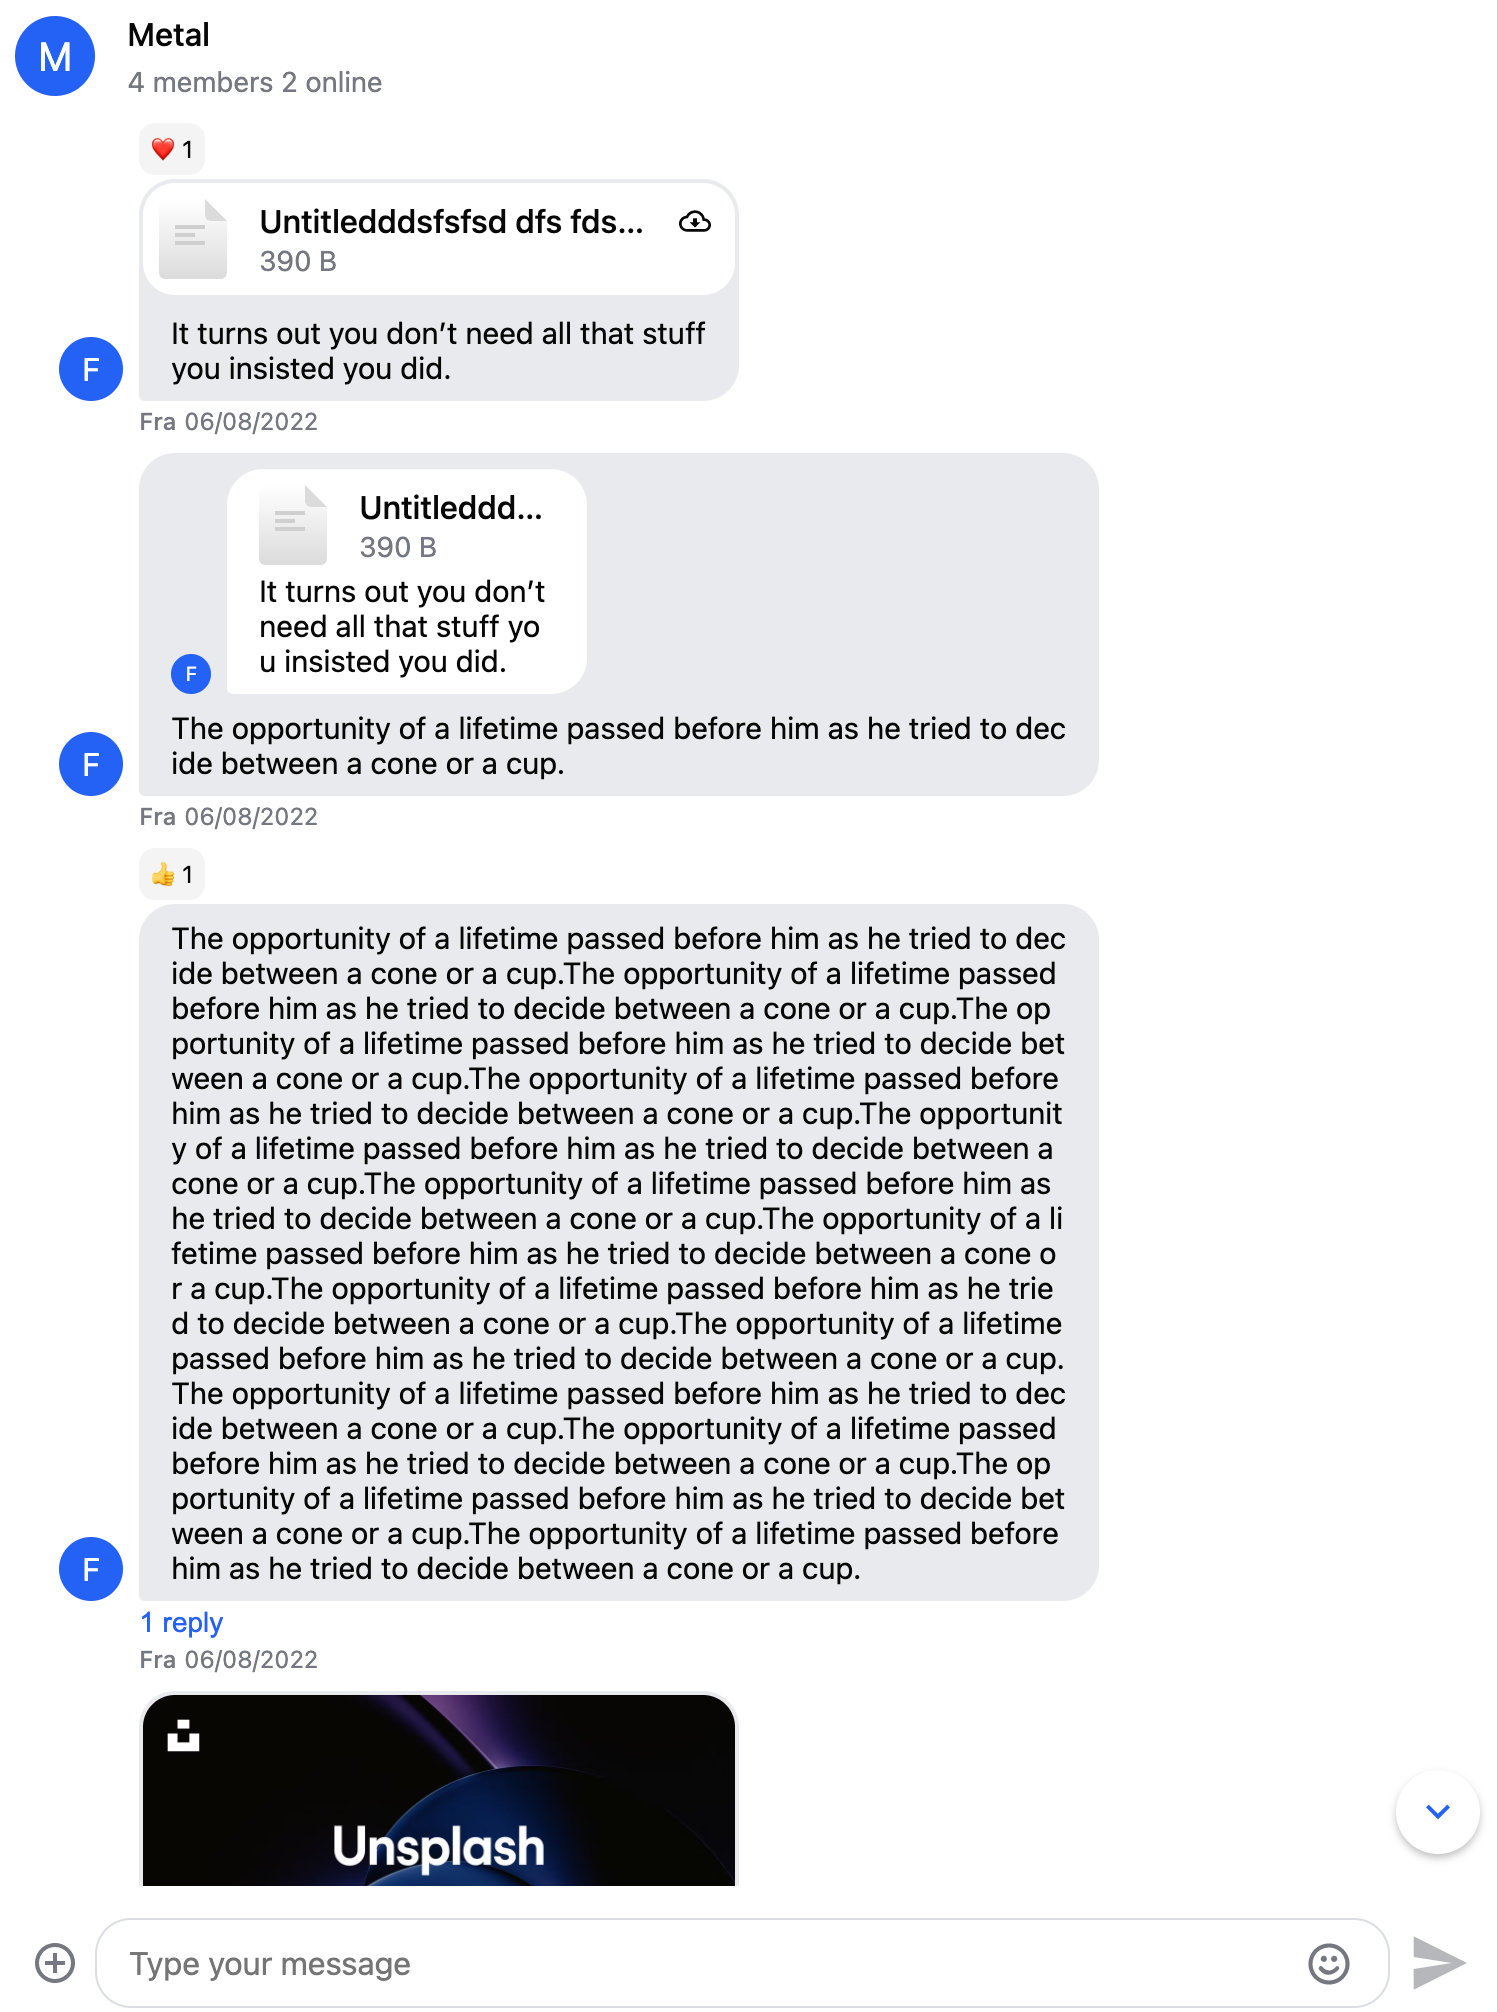 M
Metal
4 members 2 online
❤️ 1
Untitledddsfsfsd dfs fds...
390 B
It turns out you don’t need all that stuff
you insisted you did.
F
Fra 06/08/2022
Untitleddd...
390 B
It turns out you don’t
need all that stuff yo
u insisted you did.
F
The opportunity of a lifetime passed before him as he tried to dec
ide between a cone or a cup.
F
Fra 06/08/2022
👍 1
The opportunity of a lifetime passed before him as he tried to dec
ide between a cone or a cup.The opportunity of a lifetime passed
before him as he tried to decide between a cone or a cup.The op
portunity of a lifetime passed before him as he tried to decide bet
ween a cone or a cup.The opportunity of a lifetime passed before
him as he tried to decide between a cone or a cup.The opportunit
y of a lifetime passed before him as he tried to decide between a
cone or a cup.The opportunity of a lifetime passed before him as
he tried to decide between a cone or a cup.The opportunity of a li
fetime passed before him as he tried to decide between a cone o
r a cup.The opportunity of a lifetime passed before him as he trie
d to decide between a cone or a cup.The opportunity of a lifetime
passed before him as he tried to decide between a cone or a cup.
The opportunity of a lifetime passed before him as he tried to dec
ide between a cone or a cup.The opportunity of a lifetime passed
before him as he tried to decide between a cone or a cup.The op
portunity of a lifetime passed before him as he tried to decide bet
ween a cone or a cup.The opportunity of a lifetime passed before
him as he tried to decide between a cone or a cup.
F
1 reply
Fra 06/08/2022
Unsplash
Type your message